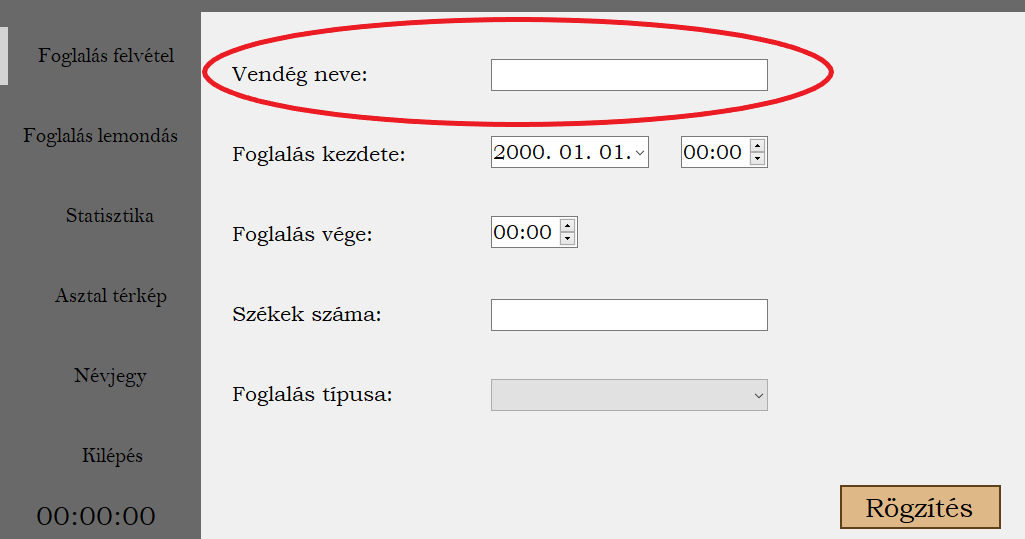 Foglalás felvétel
Foglalás lemondás
Statisztika
Asztal térkép
Névjegy
Kilépés
00:00:00
Vendég neve:
Foglalás kezdete: 2000. 01. 01. 00:00
Foglalás vége: 00:00
Székek száma:
Foglalás típusa:
Rögzítés